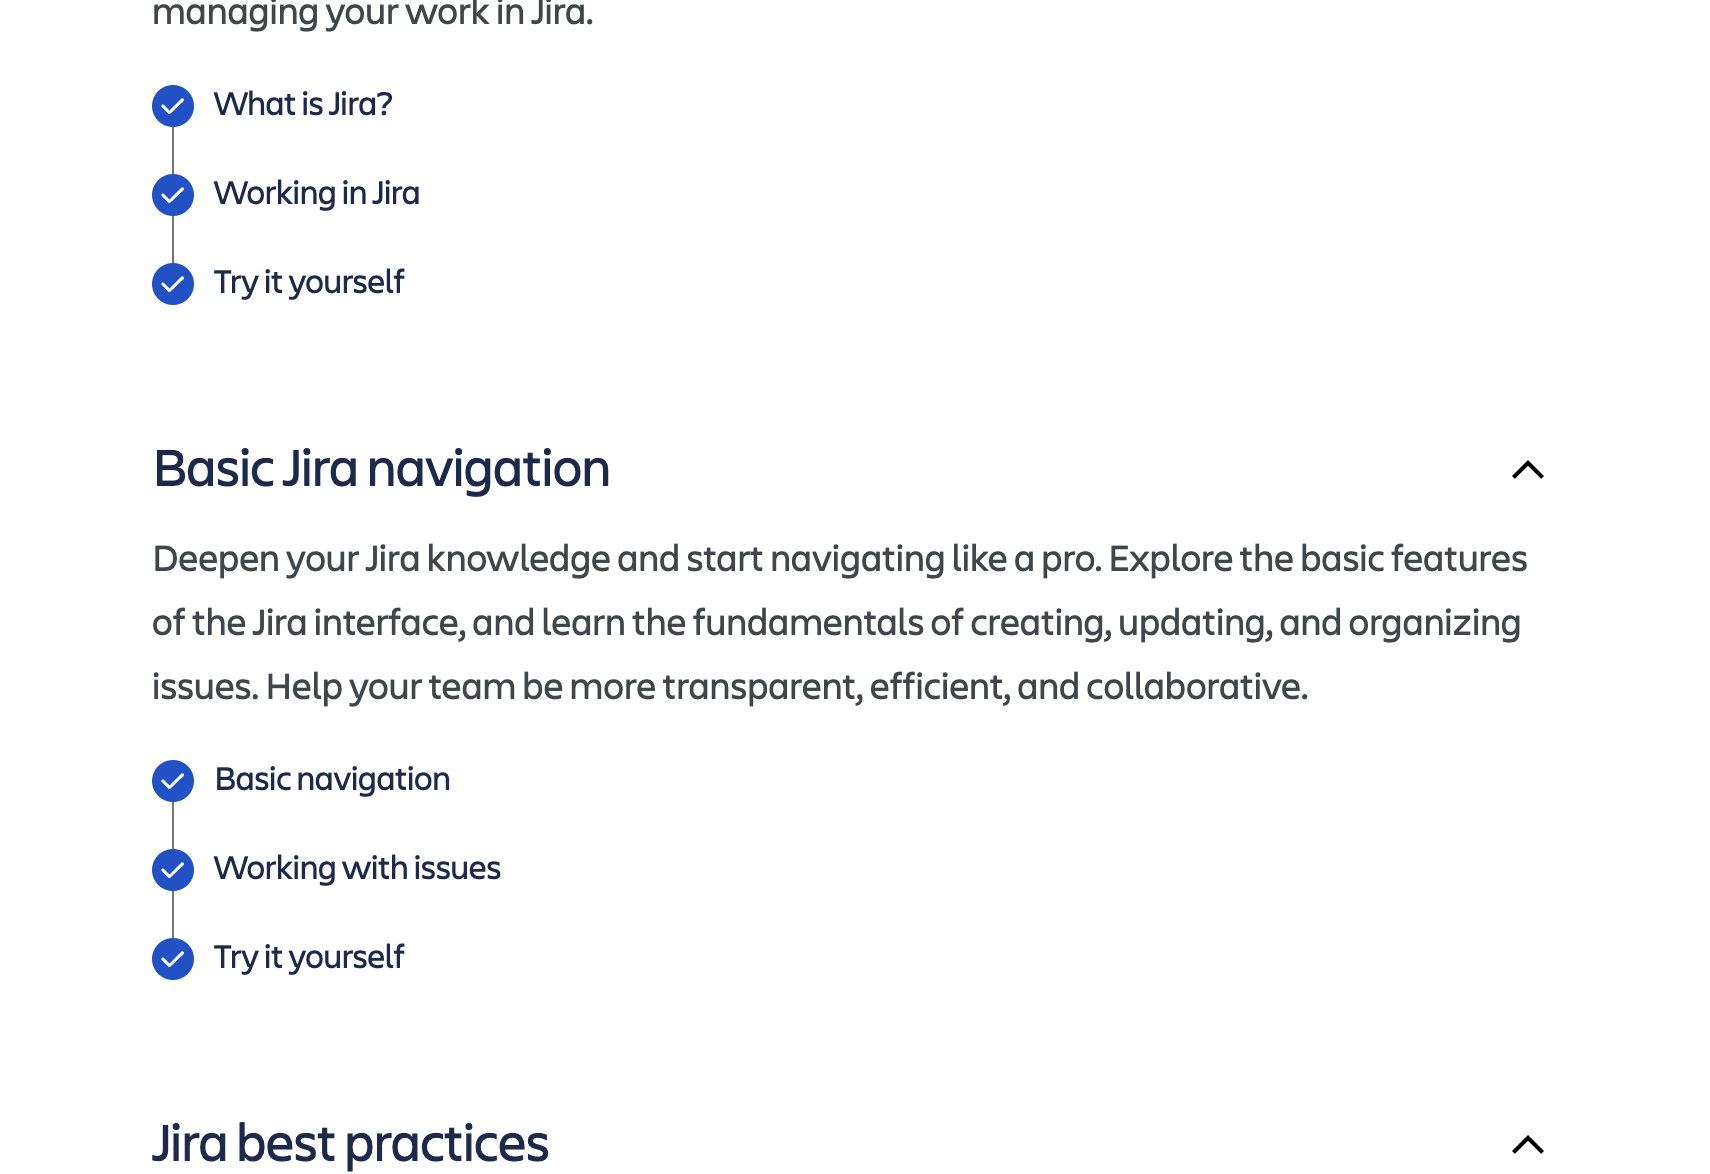 managing your work in Jira.
What is Jira?
Working in Jira
Try it yourself
Basic Jira navigation
Deepen your Jira knowledge and start navigating like a pro. Explore the basic features
of the Jira interface, and learn the fundamentals of creating, updating, and organizing
issues. Help your team be more transparent, efficient, and collaborative.
Basic navigation
Working with issues
Try it yourself
Jira best practices